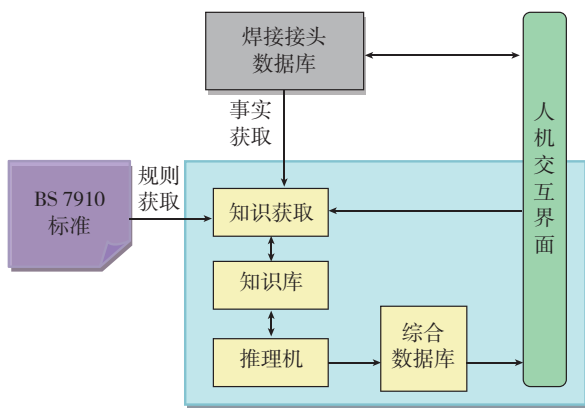 焊接接头
数据库
事实
获取
人机交互界面
BS 7910
标准
规则
获取
知识获取
知识库
推理机
综合
数据库